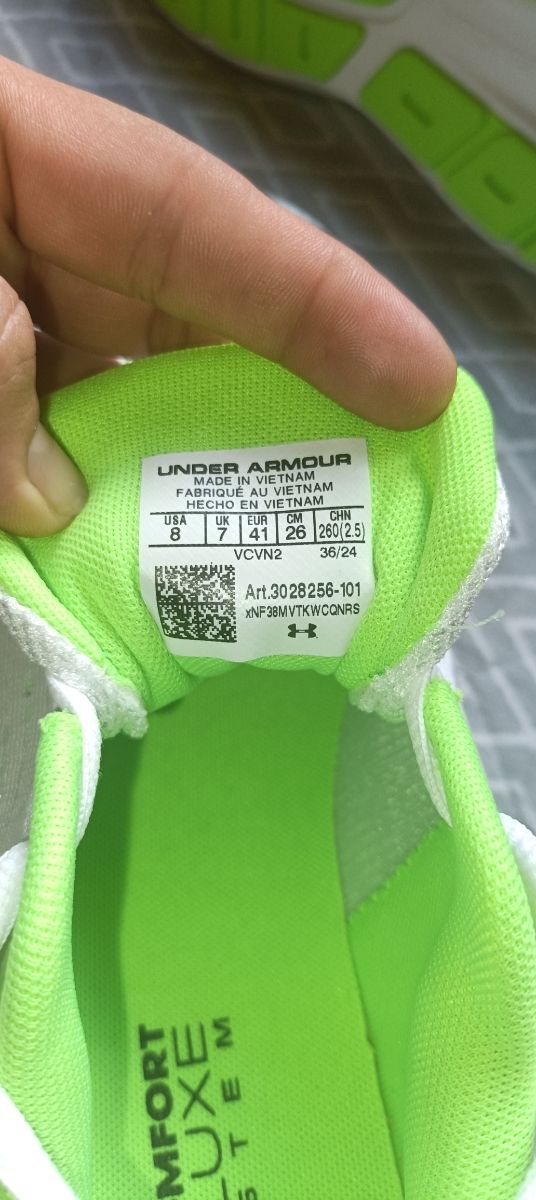 UNDER ARMOUR
MADE IN VIETNAM
FABRIQUÉ AU VIETNAM
HECHO EN VIETNAM
USA UK EUR CM CHN
8 7 41 26 260(2.5)
VCVN2 36/24
Art.3028256-101
xNF38MVTKWCQNRS
MFORT
UXE
TEM